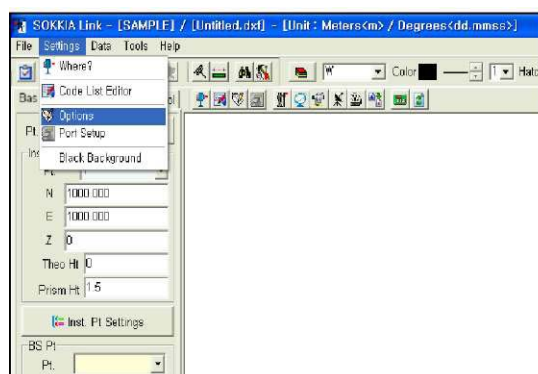 SOKKIA Link - [SAMPLE] / [Untitled.dxf] - [Unit : Meters<m> / Degrees<dd.mmss>]
File Settings Data Tools Help
Where?
Code List Editor
Options
Port Setup
Black Background
W
Color
1
Hatc
Bas
Pt.
Ins
Pt.
N 1000.000
E 1000.000
Z 0
Theo Ht 0
Prism Ht 1.5
Inst. Pt Settings
BS Pt
Pt.